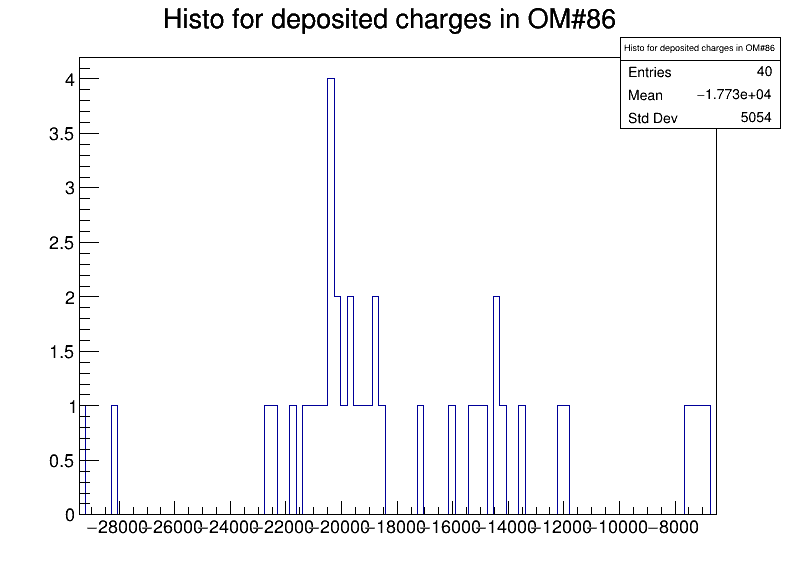 Histo for deposited charges in OM#86
Histo for deposited charges in OM#86
Entries 40
Mean −1.773e+04
Std Dev 5054
4
3.5
3
2.5
2
1.5
1
0.5
0
−28000 −26000 −24000 −22000 −20000 −18000 −16000 −14000 −12000 −10000 −8000